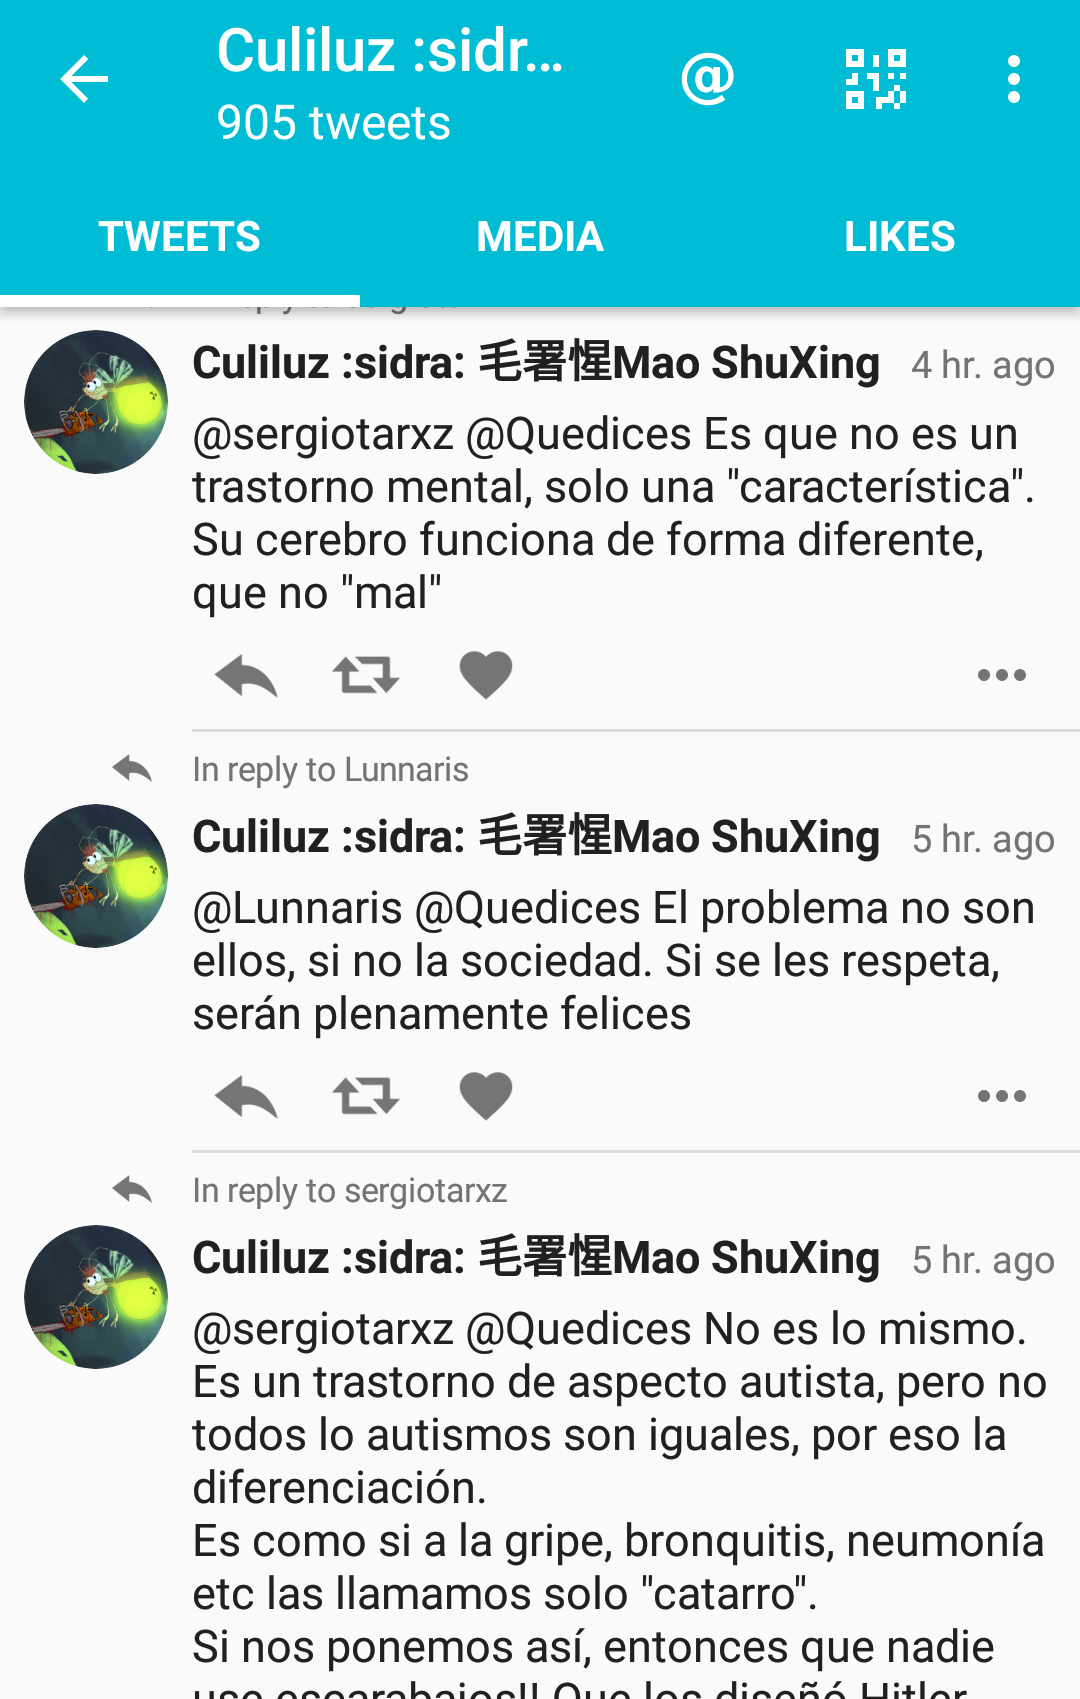 Culiluz :sidr...
905 tweets
@
TWEETS
MEDIA
LIKES
Culiluz :sidra: 毛署惺Mao ShuXing 4 hr. ago
@sergiotarxz @Quedices Es que no es un
trastorno mental, solo una "característica".
Su cerebro funciona de forma diferente,
que no "mal"
In reply to Lunnaris
Culiluz :sidra: 毛署惺Mao ShuXing 5 hr. ago
@Lunnaris @Quedices El problema no son
ellos, si no la sociedad. Si se les respeta,
serán plenamente felices
In reply to sergiotarxz
Culiluz :sidra: 毛署惺Mao ShuXing 5 hr. ago
@sergiotarxz @Quedices No es lo mismo.
Es un trastorno de aspecto autista, pero no
todos lo autismos son iguales, por eso la
diferenciación.
Es como si a la gripe, bronquitis, neumonía
etc las llamamos solo "catarro".
Si nos ponemos así, entonces que nadie
use escarabajos!! Que los diseñó Hitler